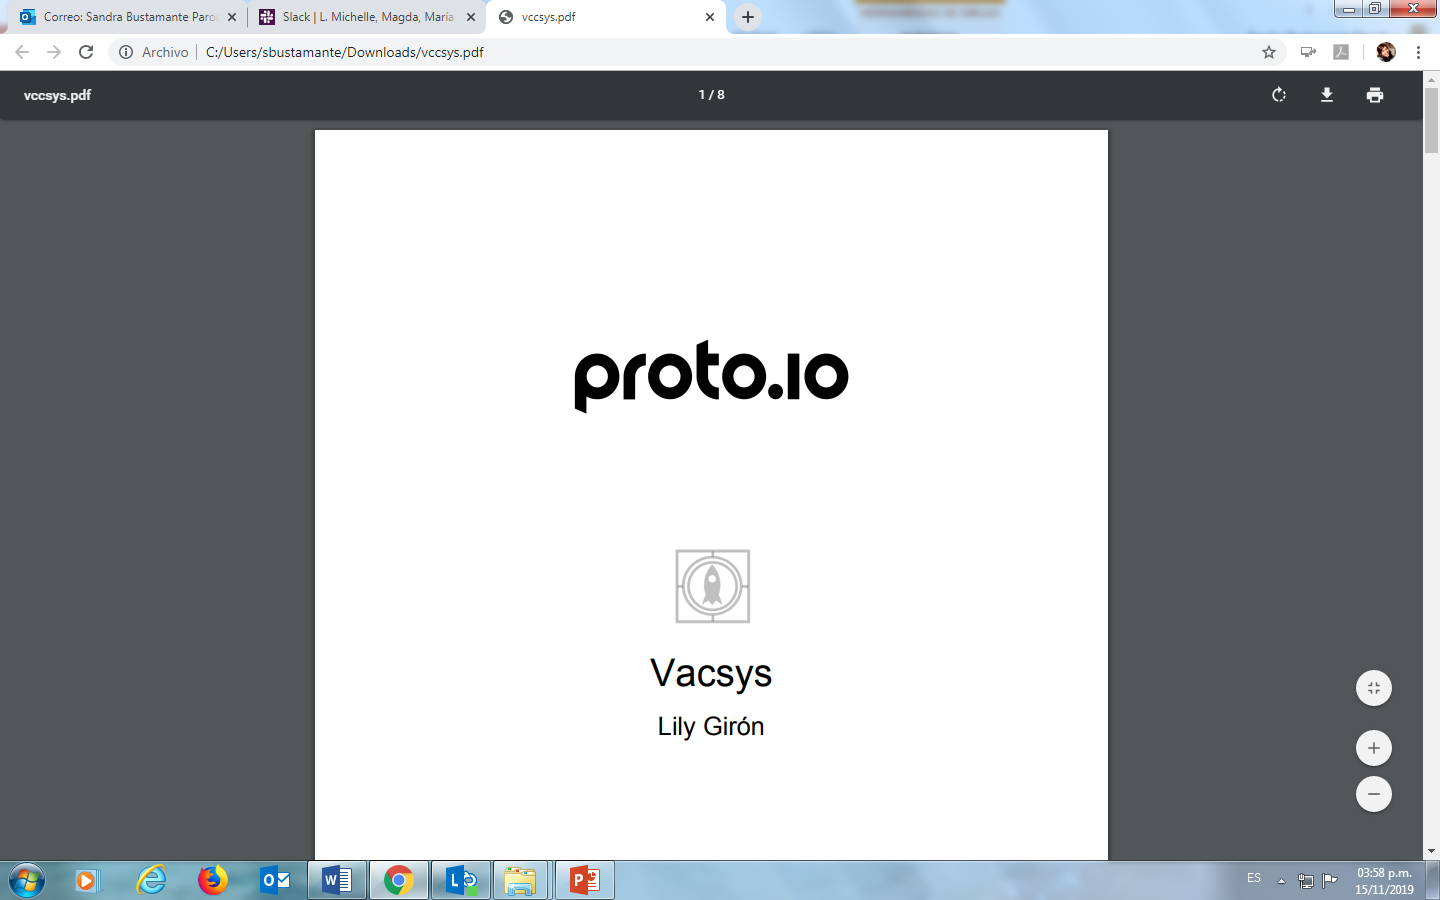 Correo: Sandra Bustamante Paro
Slack | L. Michelle, Magda, María
vccsys.pdf
Archivo
C:/Users/sbustamante/Downloads/vccsys.pdf
vccsys.pdf
1 / 8
proto.io
Vacsys
Lily Girón
ES
03:58 p.m.
15/11/2019